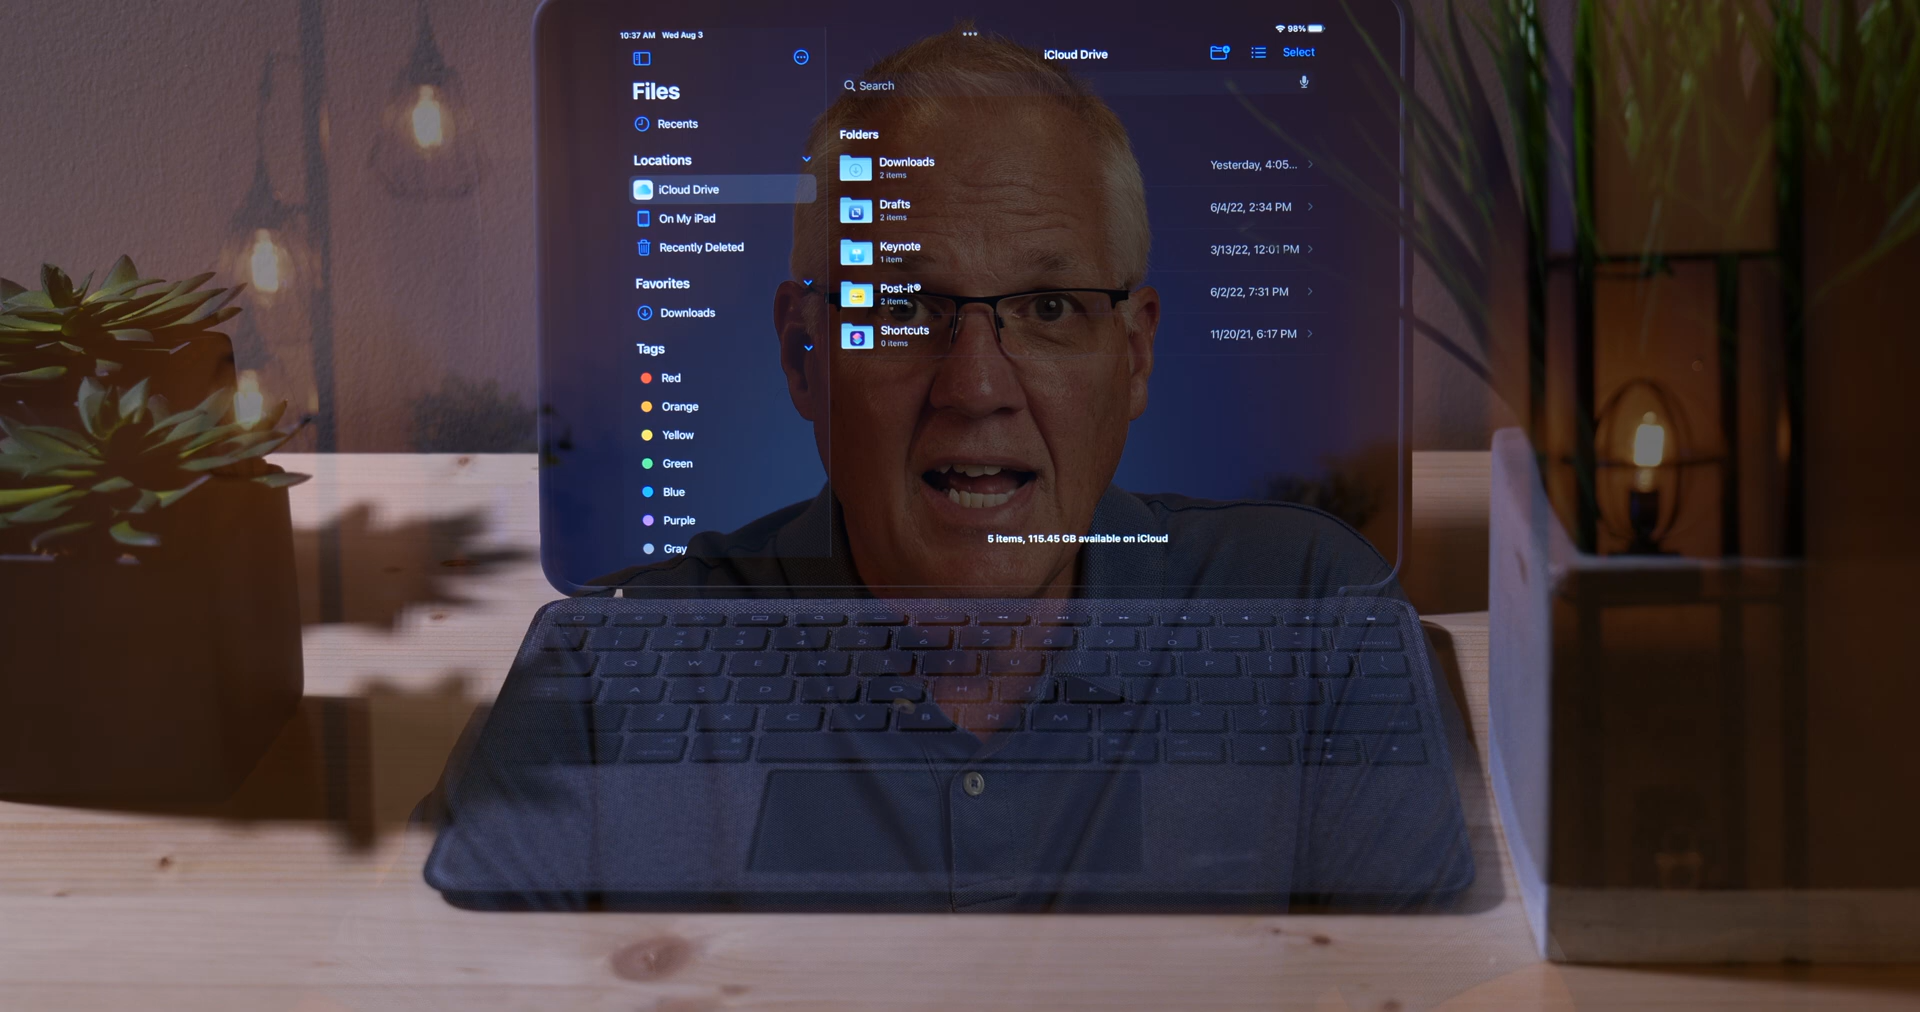 10:37 AM Wed Aug 3
98%
Files
Recents
Locations
iCloud Drive
On My iPad
Recently Deleted
Favorites
Downloads
Tags
Red
Orange
Yellow
Green
Blue
Purple
Gray
iCloud Drive
Select
Search
Folders
Downloads
2 items
Yesterday, 4:05...
Drafts
2 items
6/4/22, 2:34 PM
Keynote
1 item
3/13/22, 12:01 PM
Post-it®
2 items
6/2/22, 7:31 PM
Shortcuts
0 items
11/20/21, 6:17 PM
5 items, 115.45 GB available on iCloud
Q W E R T Y U I O P
A S D F G H J K L
Z X C V B N M